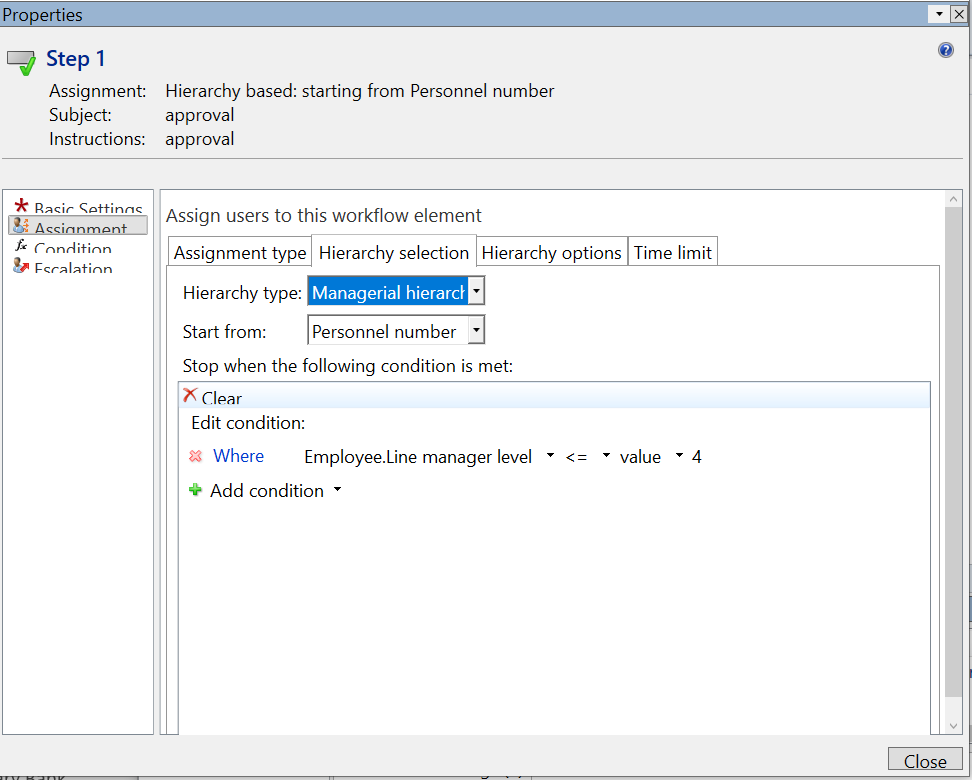 Properties
Step 1
Assignment: Hierarchy based: starting from Personnel number
Subject: approval
Instructions: approval
Basic Settings
Assignment
Condition
Escalation
Assign users to this workflow element
Assignment type Hierarchy selection Hierarchy options Time limit
Hierarchy type: Managerial hierarch
Start from: Personnel number
Stop when the following condition is met:
Clear
Edit condition:
Where Employee.Line manager level <= value 4
Add condition
Close